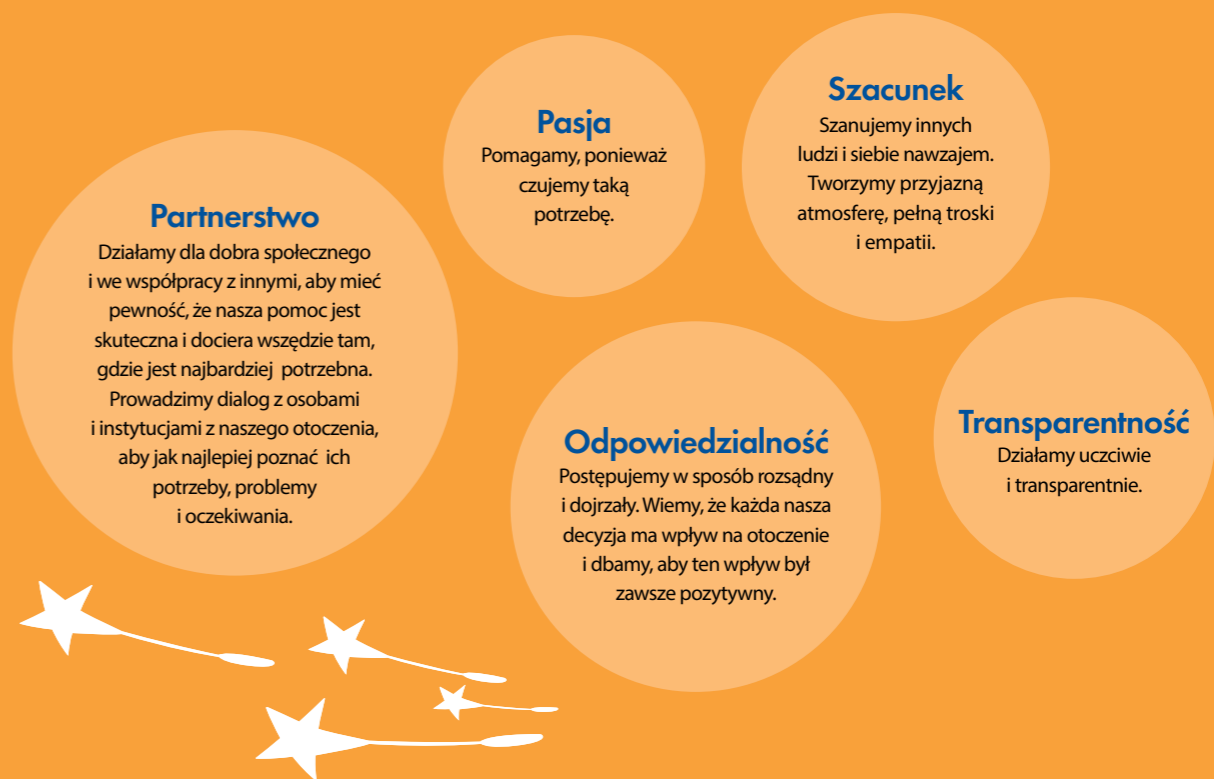 Partnerstwo
Działamy dla dobra społecznego
i we współpracy z innymi, aby mieć
pewność, że nasza pomoc jest
skuteczna i dociera wszędzie tam,
gdzie jest najbardziej potrzebna.
Prowadzimy dialog z osobami
i instytucjami z naszego otoczenia,
aby jak najlepiej poznać ich
potrzeby, problemy
i oczekiwania.
Pasja
Pomagamy, ponieważ
czujemy taką
potrzebę.
Szacunek
Szanujemy innych
ludzi i siebie nawzajem.
Tworzymy przyjazną
atmosferę, pełną troski
i empatii.
Odpowiedzialność
Postępujemy w sposób rozsądny
i dojrzały. Wiemy, że każda nasza
decyzja ma wpływ na otoczenie
i dbamy, aby ten wpływ był
zawsze pozytywny.
Transparentność
Działamy uczciwie
i transparentnie.